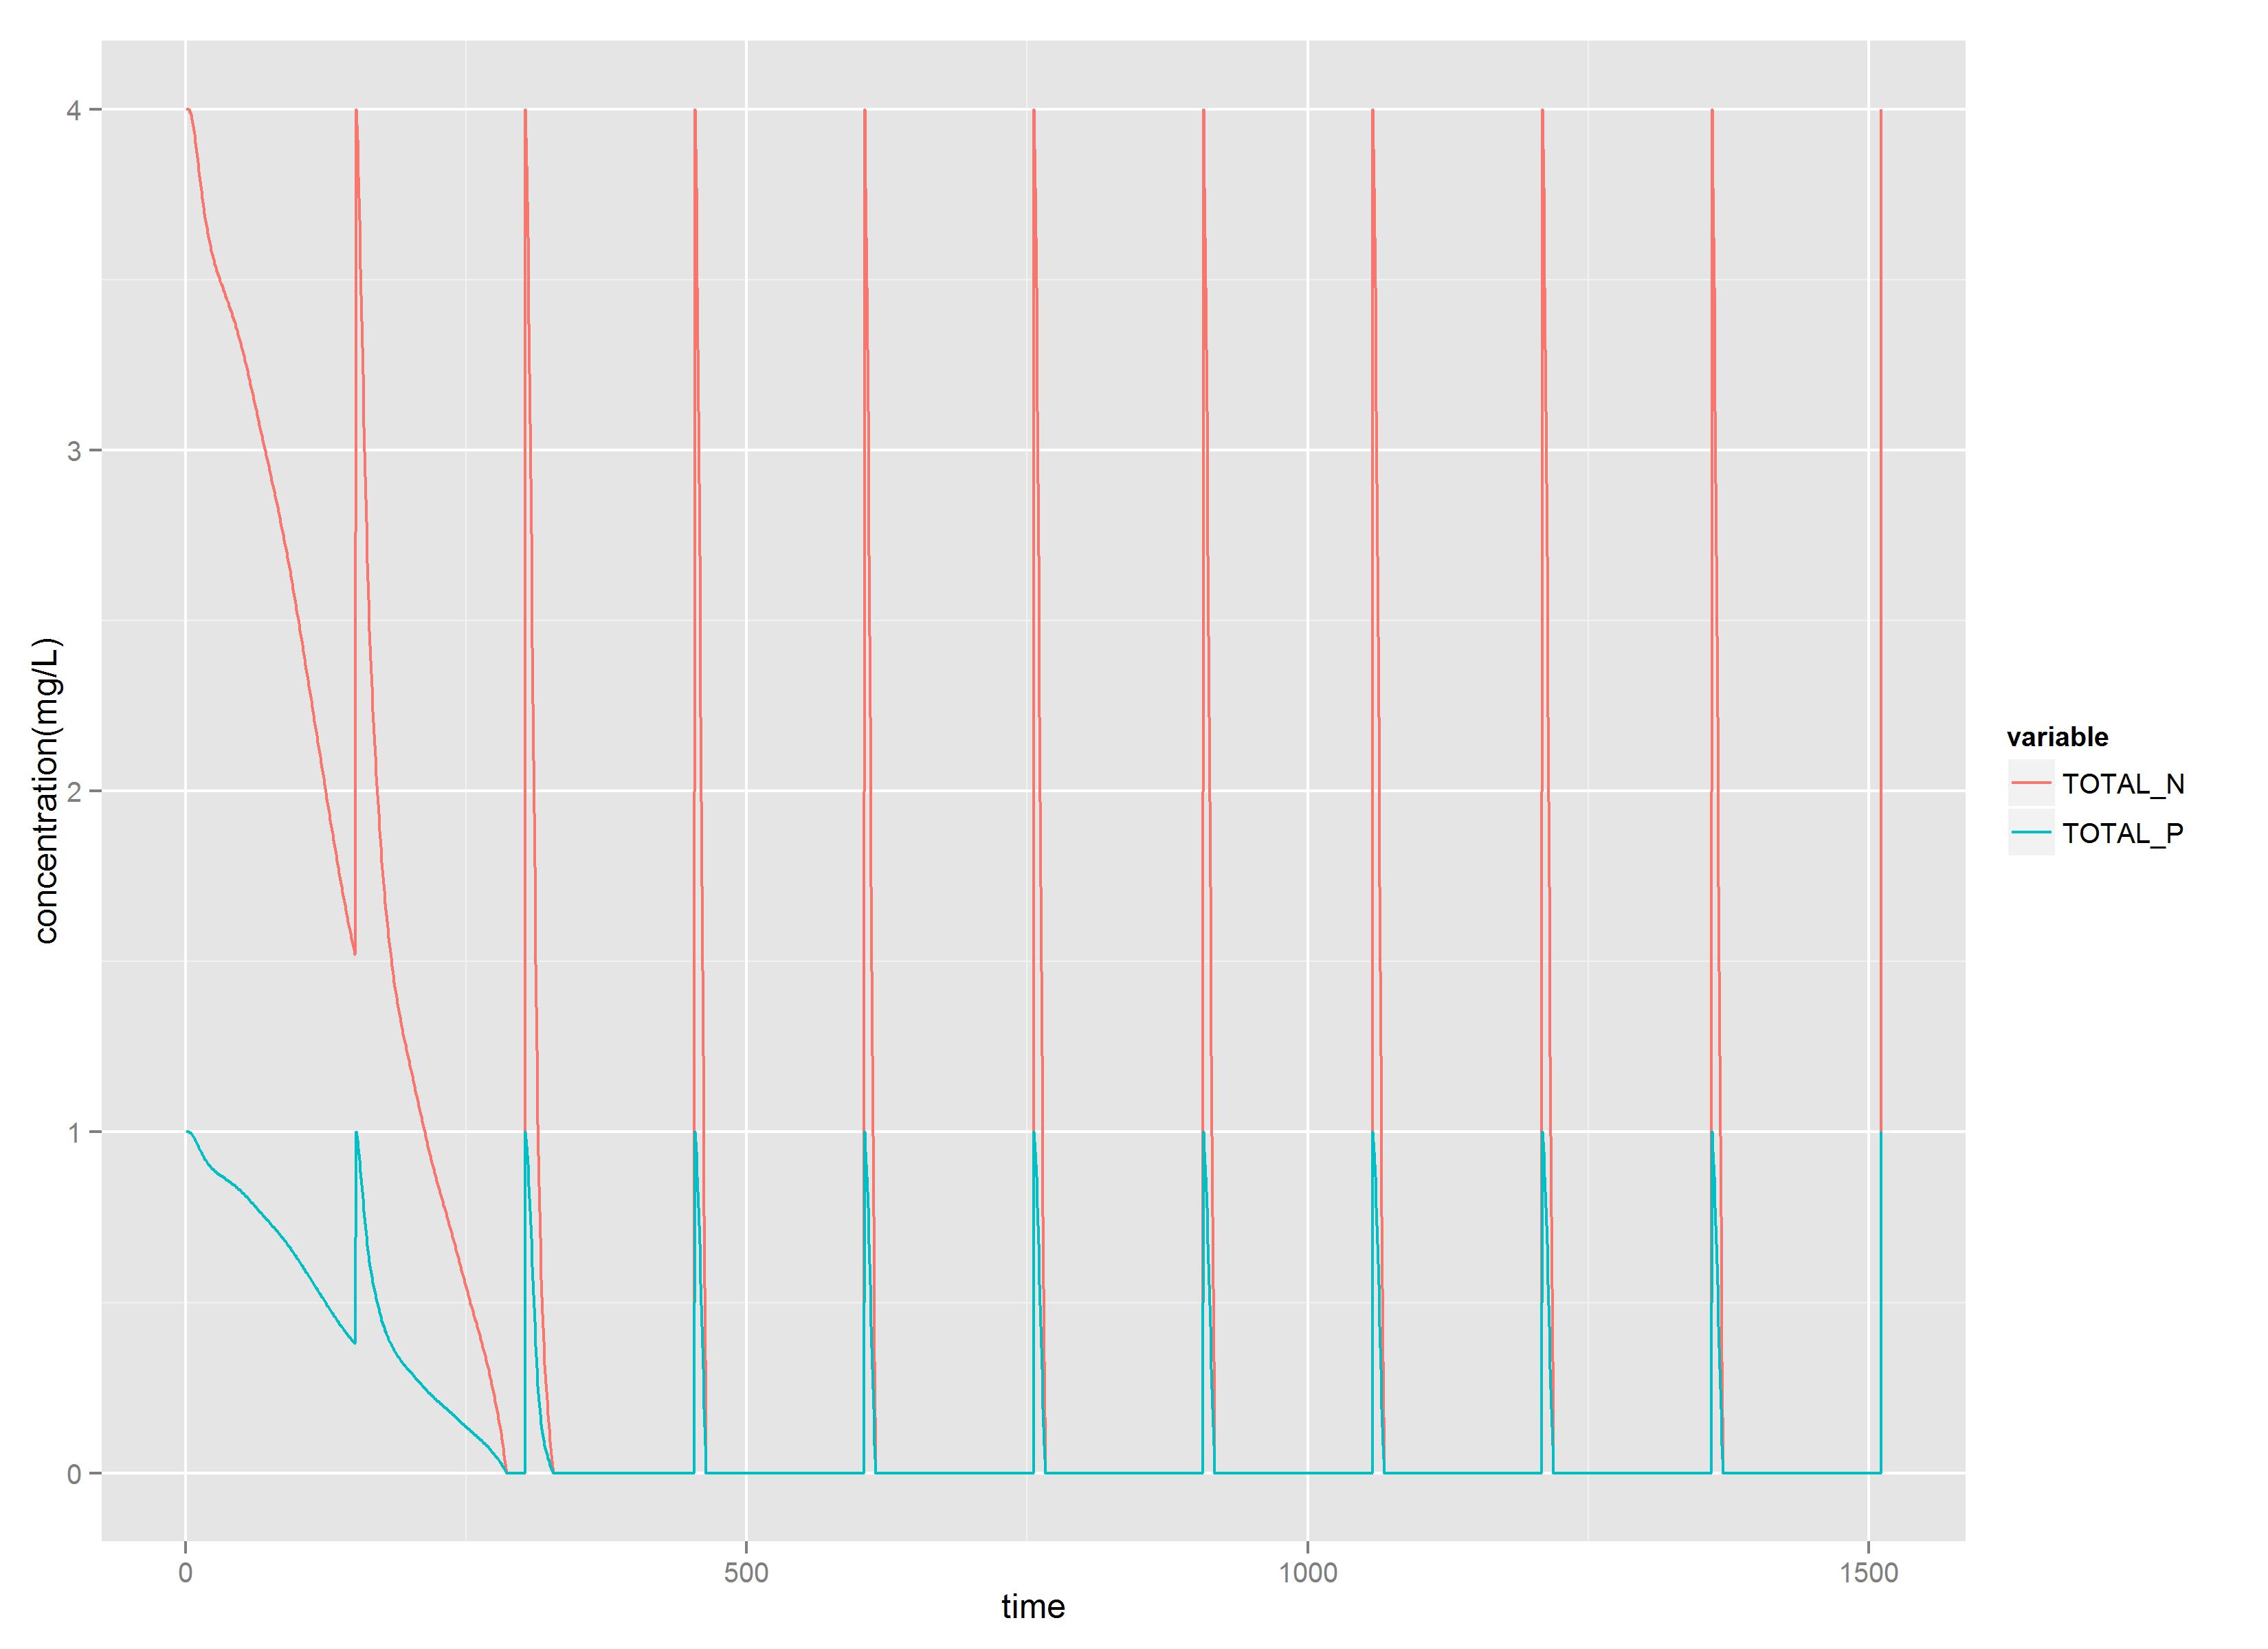 concentration(mg/L)
4
3
2
1
0
0 500 1000 1500
time
variable
TOTAL_N
TOTAL_P